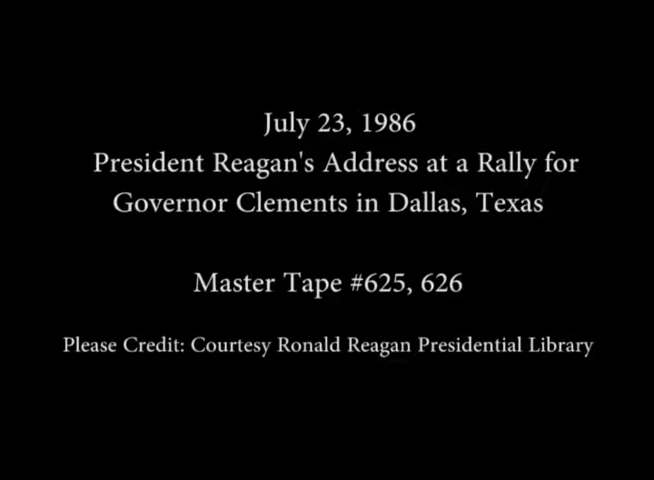 July 23, 1986
President Reagan's Address at a Rally for
Governor Clements in Dallas, Texas
Master Tape #625, 626
Please Credit: Courtesy Ronald Reagan Presidential Library